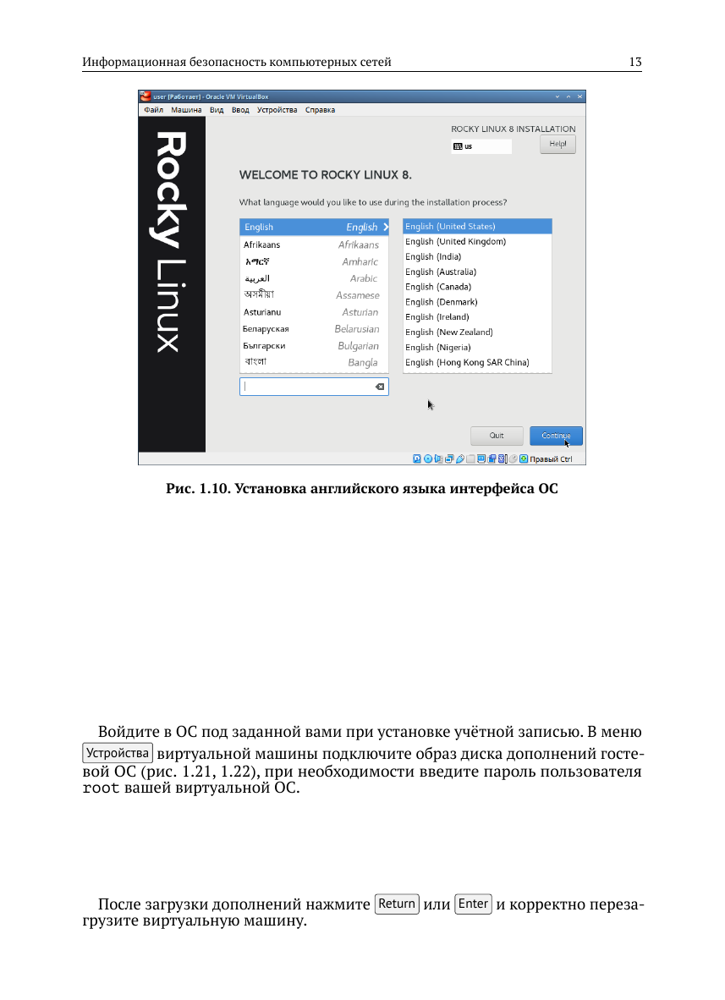 Информационная безопасность компьютерных сетей 13
user [Работает] - Oracle VM VirtualBox
Файл Машина Вид Ввод Устройства Справка
Rocky Linux
ROCKY LINUX 8 INSTALLATION
us Help!
WELCOME TO ROCKY LINUX 8.
What language would you like to use during the installation process?
English English
Afrikaans Afrikaans
አማርኛ Amharic
العربية Arabic
অসমীয়া Assamese
Asturianu Asturian
Беларуская Belarusian
Български Bulgarian
বাংলা Bangla
English (United States)
English (United Kingdom)
English (India)
English (Australia)
English (Canada)
English (Denmark)
English (Ireland)
English (New Zealand)
English (Nigeria)
English (Hong Kong SAR China)
Quit Continue
Правый Ctrl
Рис. 1.10. Установка английского языка интерфейса ОС
Войдите в ОС под заданной вами при установке учётной записью. В меню
Устройства виртуальной машины подключите образ диска дополнений госте-
вой ОС (рис. 1.21, 1.22), при необходимости введите пароль пользователя
root вашей виртуальной ОС.
После загрузки дополнений нажмите Return или Enter и корректно переза-
грузите виртуальную машину.